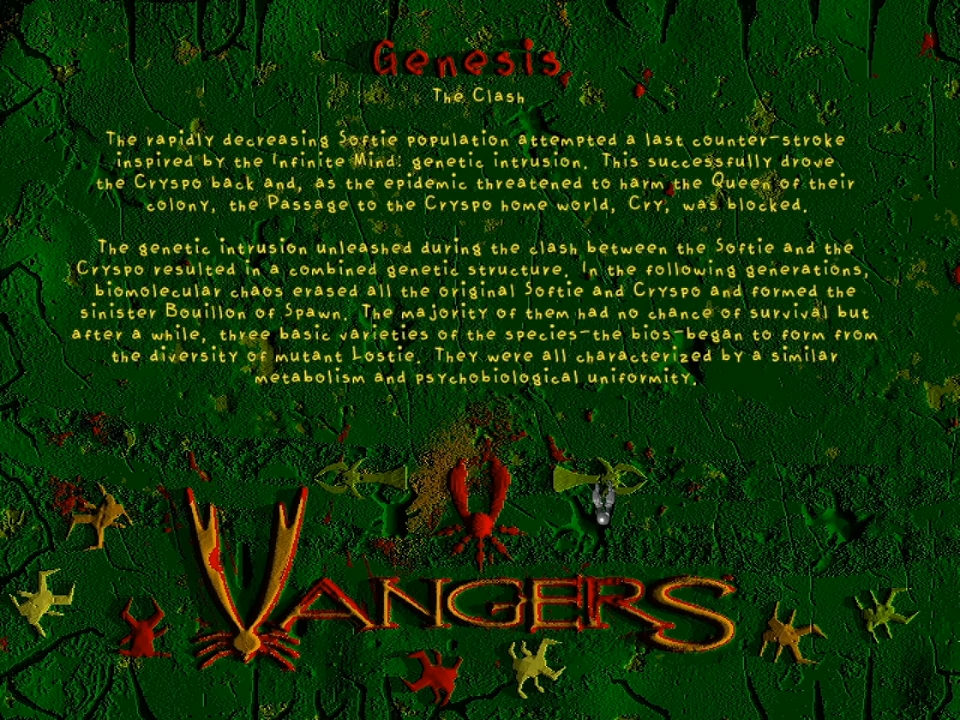 Genesis
The Clash
The rapidly decreasing Softie population attempted a last counter-stroke
inspired by the Infinite Mind: genetic intrusion. This successfully drove
the Cryspo back and, as the epidemic threatened to harm the Queen of their
colony, the Passage to the Cryspo home world, Cry, was blocked.
The genetic intrusion unleashed during the clash between the Softie and the
Cryspo resulted in a combined genetic structure. In the following generations,
biomolecular chaos erased all the original Softie and Cryspo and formed the
sinister Bouillon of Spawn. The majority of them had no chance of survival but
after a while, three basic varieties of the species-the bios-began to form from
the diversity of mutant Lostie. They were all characterized by a similar
metabolism and psychobiological uniformity.
VANGERS